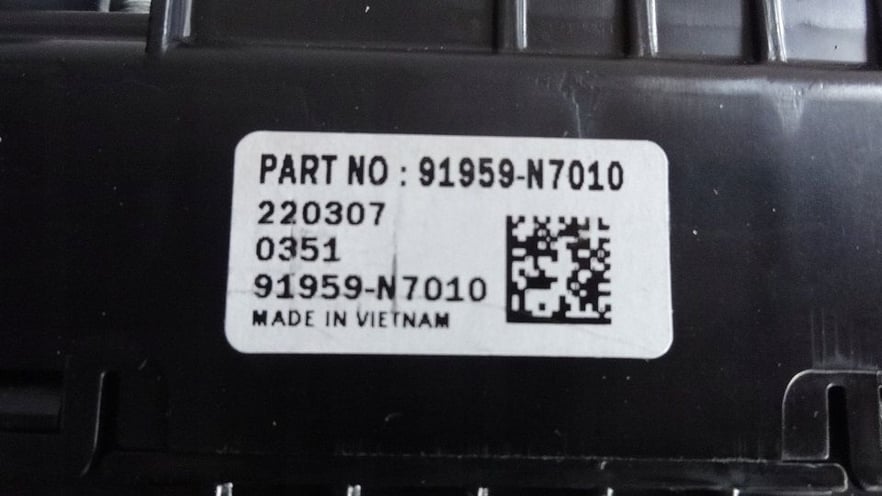 PART NO : 91959-N7010
220307
0351
91959-N7010
MADE IN VIETNAM